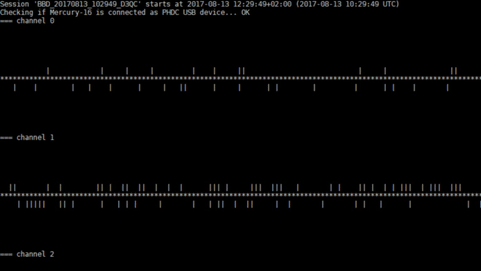 Session 'BBD_20170813_102949_D3QC' starts at 2017-08-13 12:29:49+02:00 (2017-08-13 10:29:49 UTC)
Checking if Mercury-16 is connected as PHDC USB device... OK
=== channel 0
=== channel 1
=== channel 2